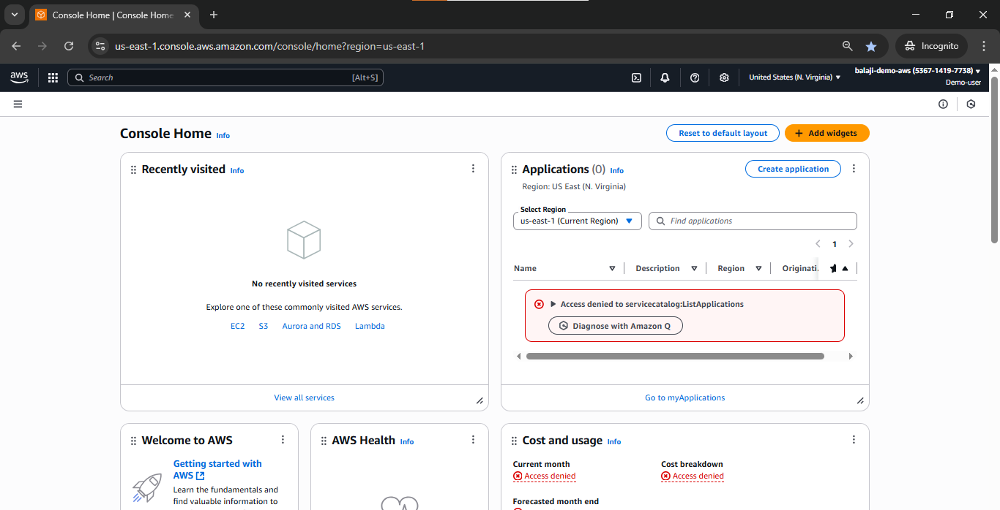 Console Home | Console Home
us-east-1.console.aws.amazon.com/console/home?region=us-east-1
Incognito
aws
Search
[Alt+S]
United States (N. Virginia)
balaji-demo-aws (5367-1419-7738)
Demo-user
Console Home Info
Reset to default layout
Add widgets
Recently visited Info
No recently visited services
Explore one of these commonly visited AWS services.
EC2 S3 Aurora and RDS Lambda
View all services
Applications (0) Info
Create application
Region: US East (N. Virginia)
Select Region
us-east-1 (Current Region)
Find applications
1
Name Description Region Originati.
Access denied to servicecatalog:ListApplications
Diagnose with Amazon Q
Go to myApplications
Welcome to AWS
Getting started with
AWS
Learn the fundamentals and
find valuable information to
AWS Health Info
Cost and usage Info
Current month
Access denied
Cost breakdown
Access denied
Forecasted month end